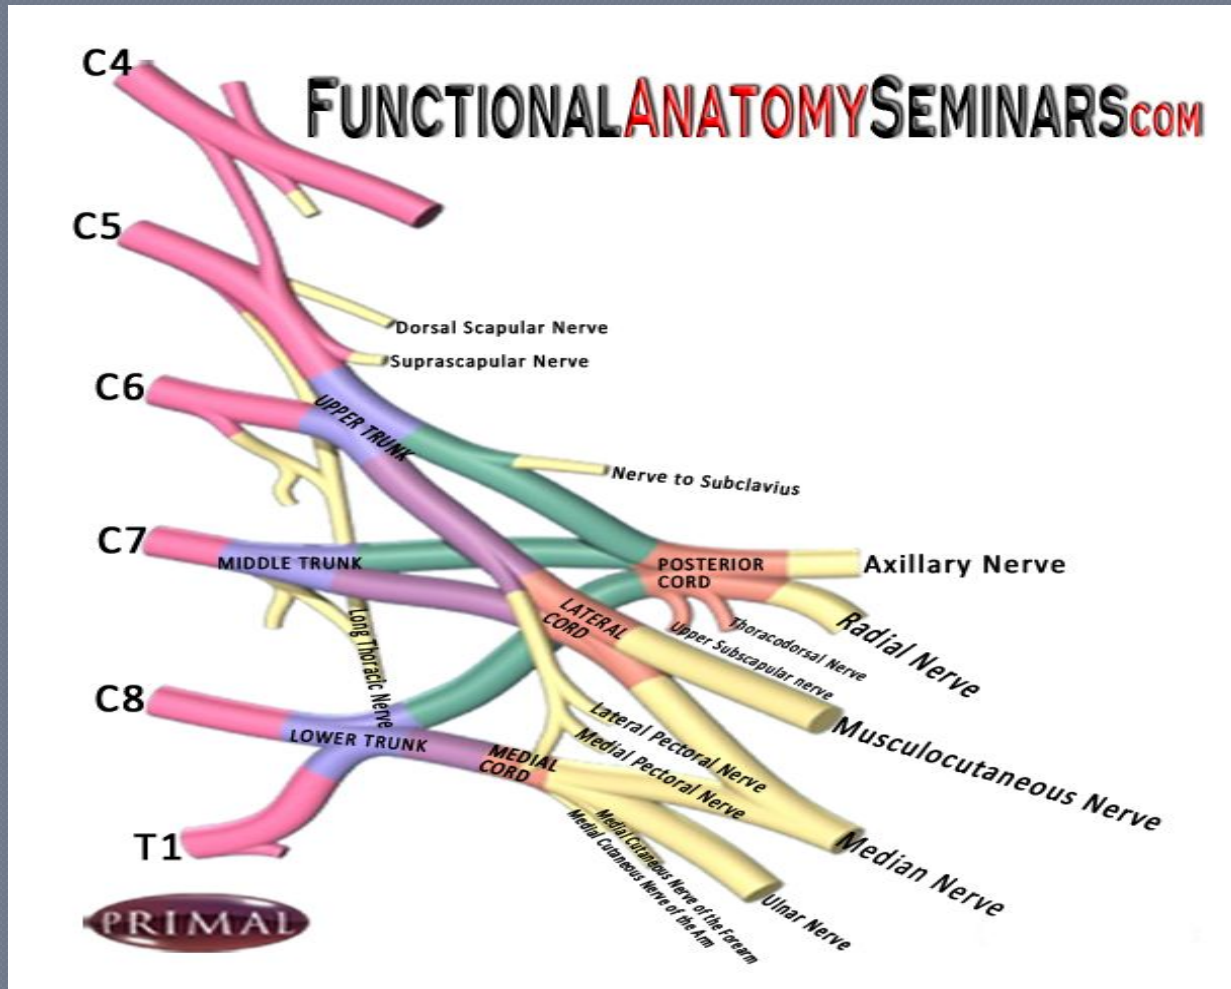 C4
FUNCTIONALANATOMYSEMINARS.COM
C5
Dorsal Scapular Nerve
Suprascapular Nerve
C6
UPPER TRUNK
Nerve to Subclavius
C7
MIDDLE TRUNK
POSTERIOR
CORD
Axillary Nerve
LATERAL
CORD
Long Thoracic Nerve
Upper Subscapular nerve
Thoracodorsal Nerve
Radial Nerve
C8
LOWER TRUNK
MEDIAL
CORD
Lateral Pectoral Nerve
Medial Pectoral Nerve
Musculocutaneous Nerve
Medial Cutaneous Nerve of the Forearm
Medial Cutaneous Nerve of the Arm
T1
Median Nerve
Ulnar Nerve
PRIMAL